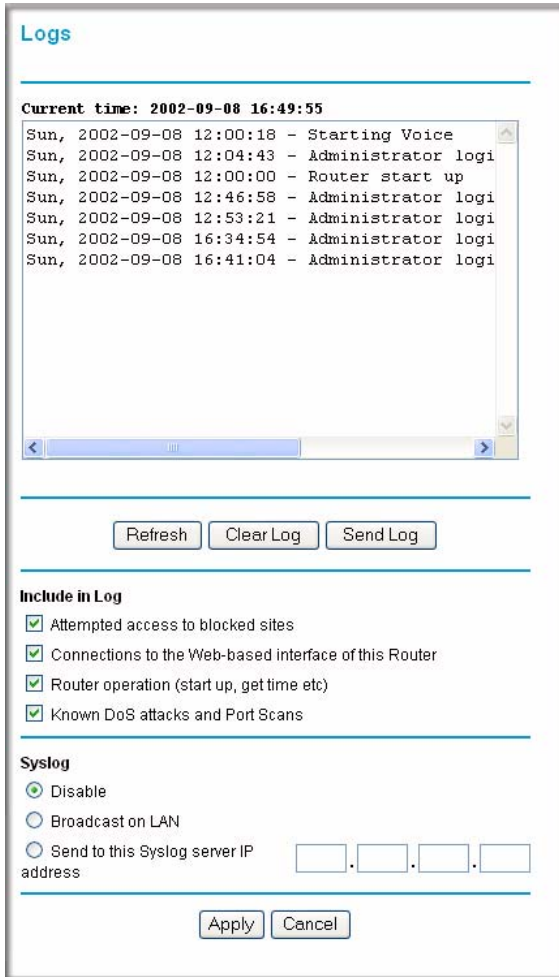 Logs
Current time: 2002-09-08 16:49:55
Sun, 2002-09-08 12:00:18 - Starting Voice
Sun, 2002-09-08 12:04:43 - Administrator logi
Sun, 2002-09-08 12:00:00 - Router start up
Sun, 2002-09-08 12:46:58 - Administrator logi
Sun, 2002-09-08 12:53:21 - Administrator logi
Sun, 2002-09-08 16:34:54 - Administrator logi
Sun, 2002-09-08 16:41:04 - Administrator logi
Refresh Clear Log Send Log
Include in Log
Attempted access to blocked sites
Connections to the Web-based interface of this Router
Router operation (start up, get time etc)
Known DoS attacks and Port Scans
Syslog
Disable
Broadcast on LAN
Send to this Syslog server IP
address . . .
Apply Cancel